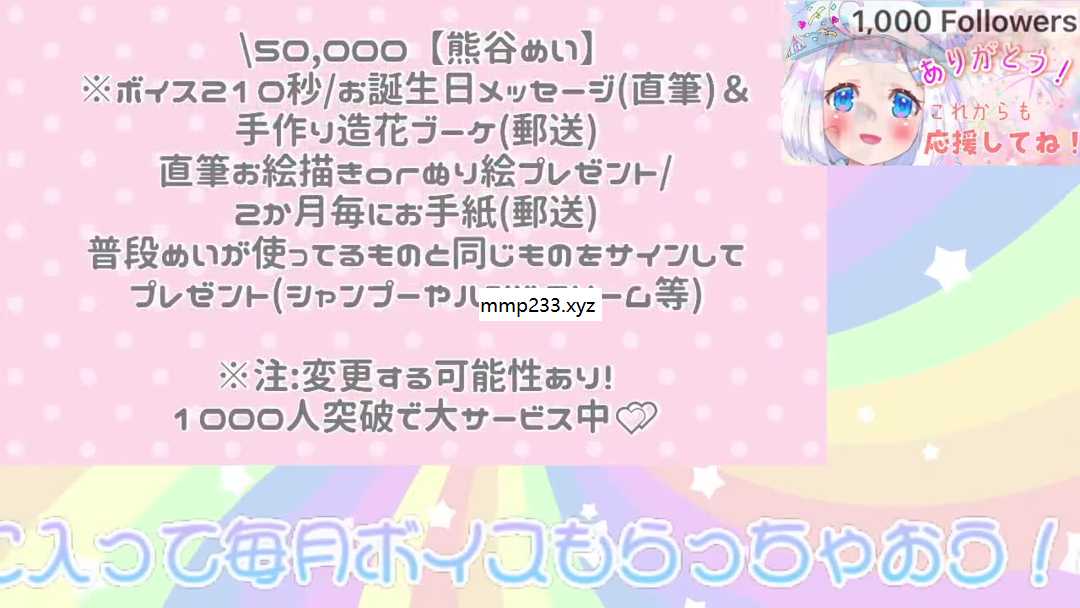 \50,000【熊谷めい】
※ボイス210秒/お誕生日メッセージ(直筆)&
手作り造花ブーケ(郵送)
直筆お絵描きorぬり絵プレゼント/
2か月毎にお手紙(郵送)
普段めいが使ってるものと同じものをサインして
プレゼント(シャンプーやハ ーム等)
mmp233.xyz
※注:変更する可能性あり!
1000人突破で大サービス中
1,000 Followers
ありがとう!
これからも
応援してね!
に入って毎月ボイスもらっちゃおう!